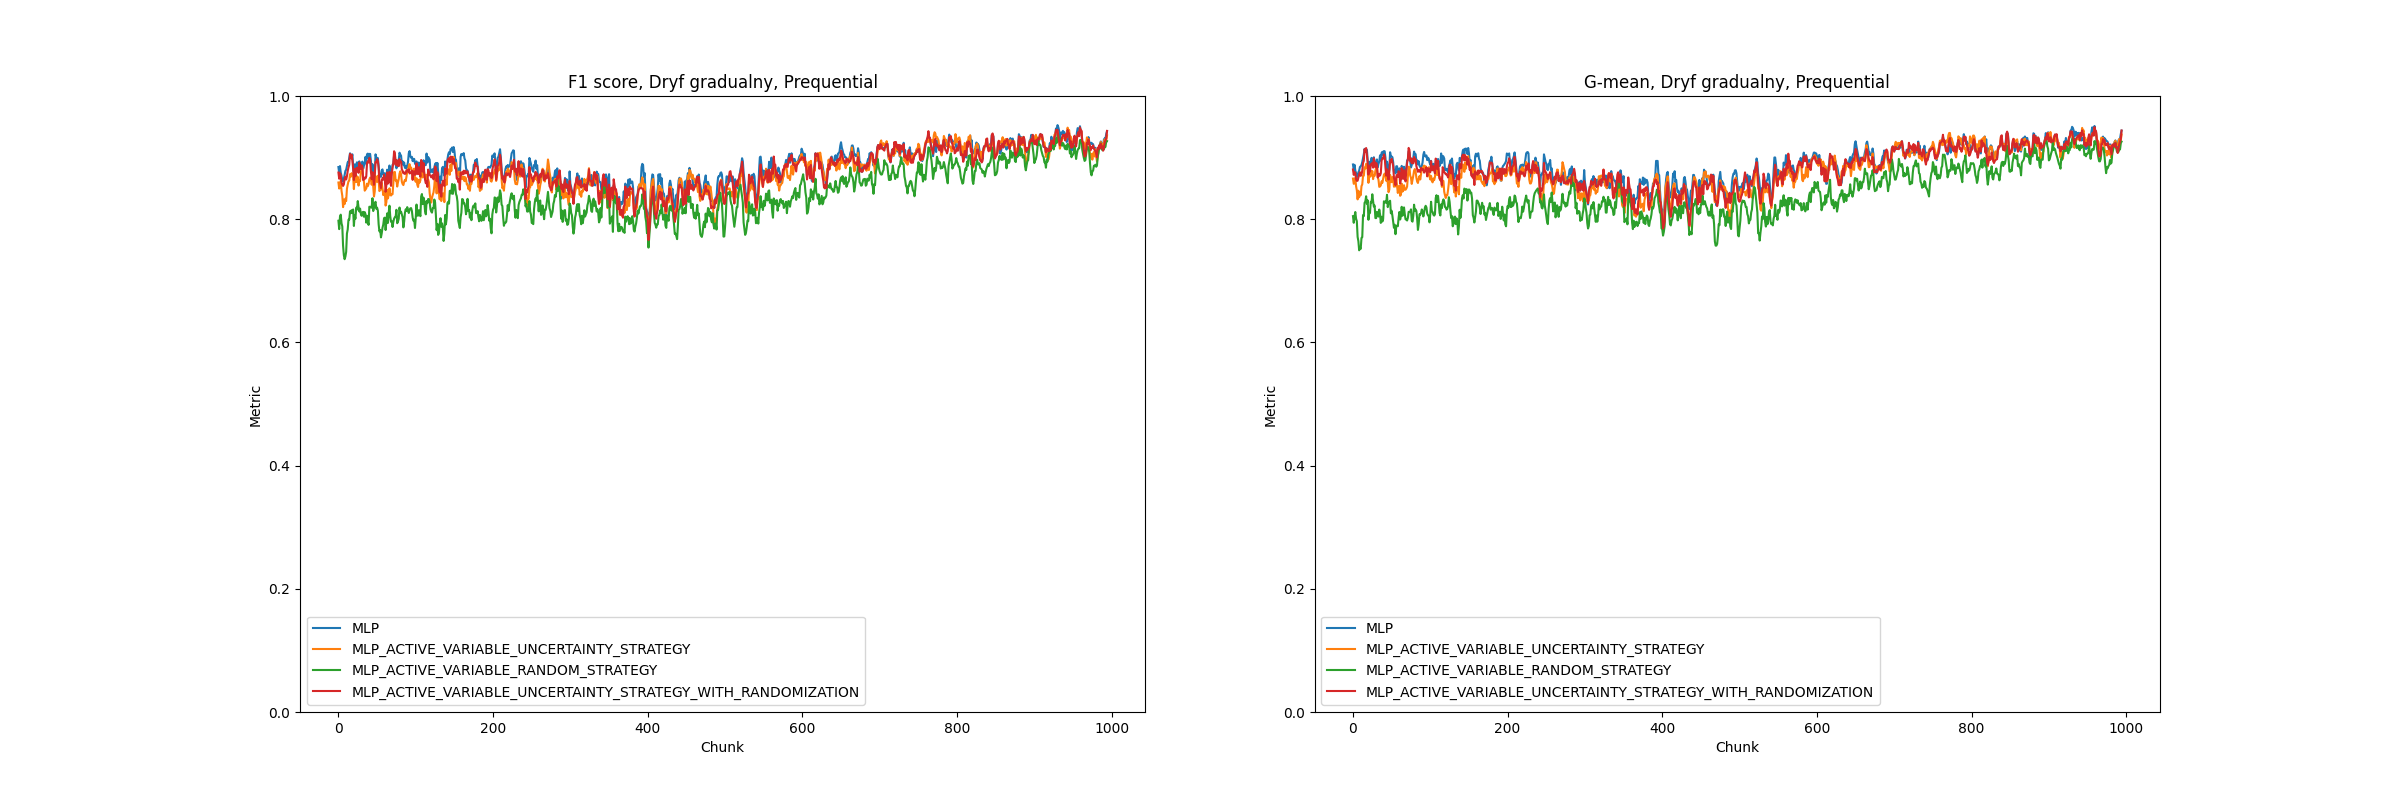 F1 score, Dryf gradualny, Prequential
1.0
0.8
0.6
0.4
0.2
0.0
Metric
0 200 400 600 800 1000
Chunk
MLP
MLP_ACTIVE_VARIABLE_UNCERTAINTY_STRATEGY
MLP_ACTIVE_VARIABLE_RANDOM_STRATEGY
MLP_ACTIVE_VARIABLE_UNCERTAINTY_STRATEGY_WITH_RANDOMIZATION
G-mean, Dryf gradualny, Prequential
1.0
0.8
0.6
0.4
0.2
0.0
Metric
0 200 400 600 800 1000
Chunk
MLP
MLP_ACTIVE_VARIABLE_UNCERTAINTY_STRATEGY
MLP_ACTIVE_VARIABLE_RANDOM_STRATEGY
MLP_ACTIVE_VARIABLE_UNCERTAINTY_STRATEGY_WITH_RANDOMIZATION